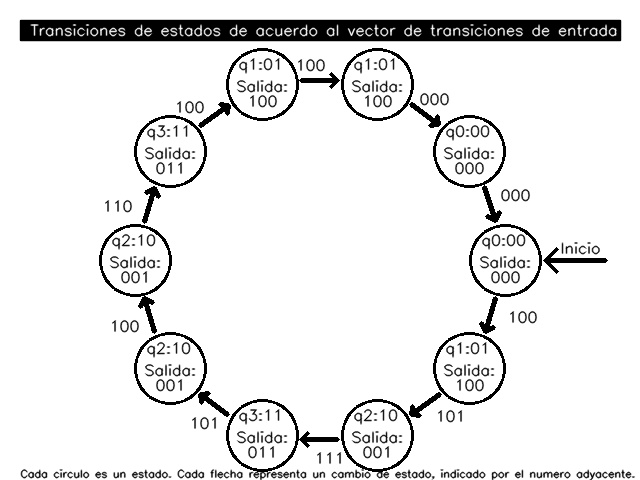 Transiciones de estados de acuerdo al vector de transiciones de entrada
q1:01
Salida:
100
100
q1:01
Salida:
100
000
q0:00
Salida:
000
000
q0:00
Salida:
000
Inicio
100
q1:01
Salida:
100
101
q2:10
Salida:
001
111
q3:11
Salida:
011
101
q2:10
Salida:
001
100
q2:10
Salida:
001
110
q3:11
Salida:
011
100
Cada circulo es un estado. Cada flecha representa un cambio de estado, indicado por el numero adyacente.